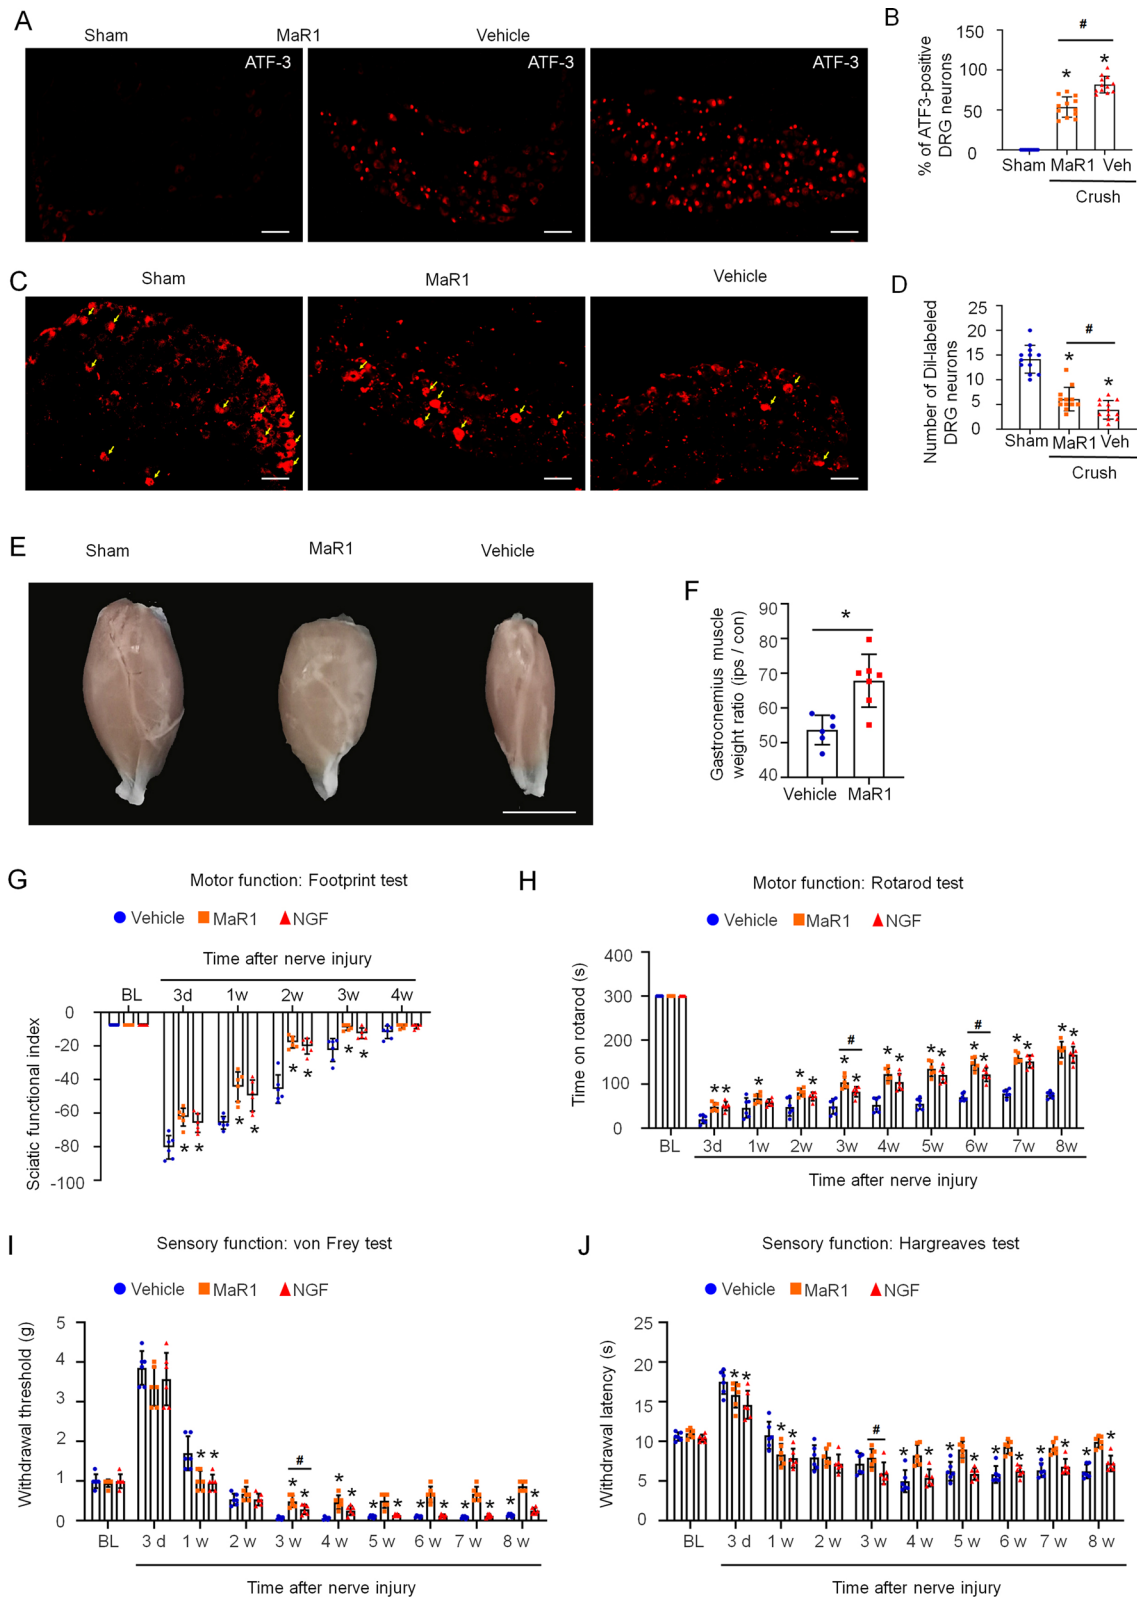 A
Sham MaR1 Vehicle
ATF-3 ATF-3 ATF-3
B
% of ATF3-positive
DRG neurons
150
100
50
0
#
* *
Sham MaR1 Veh
Crush
C
Sham MaR1 Vehicle
D
Number of Dil-labeled
DRG neurons
25
20
15
10
5
0
#
* *
Sham MaR1 Veh
Crush
E
Sham MaR1 Vehicle
F
Gastrocnemius muscle
weight ratio (ips / con)
90
80
70
60
50
40
*
Vehicle MaR1
G
Motor function: Footprint test
Vehicle MaR1 NGF
Time after nerve injury
BL 3d 1w 2w 3w 4w
Sciatic functional index
0
-20
-40
-60
-80
-100
* * * * * * * *
H
Motor function: Rotarod test
Vehicle MaR1 NGF
Time on rotarod (s)
400
300
200
100
0
# #
* * * * * * * * * * * * * * * * *
BL 3d 1w 2w 3w 4w 5w 6w 7w 8w
Time after nerve injury
I
Sensory function: von Frey test
Vehicle MaR1 NGF
Withdrawal threshold (g)
5
4
3
2
1
0
#
* * * * * * * * * * * * * *
BL 3 d 1 w 2 w 3 w 4 w 5 w 6 w 7 w 8 w
Time after nerve injury
J
Sensory function: Hargreaves test
Vehicle MaR1 NGF
Withdrawal latency (s)
25
20
15
10
5
0
#
* * * * * * * * * * * * * *
BL 3 d 1 w 2 w 3 w 4 w 5 w 6 w 7 w 8 w
Time after nerve injury